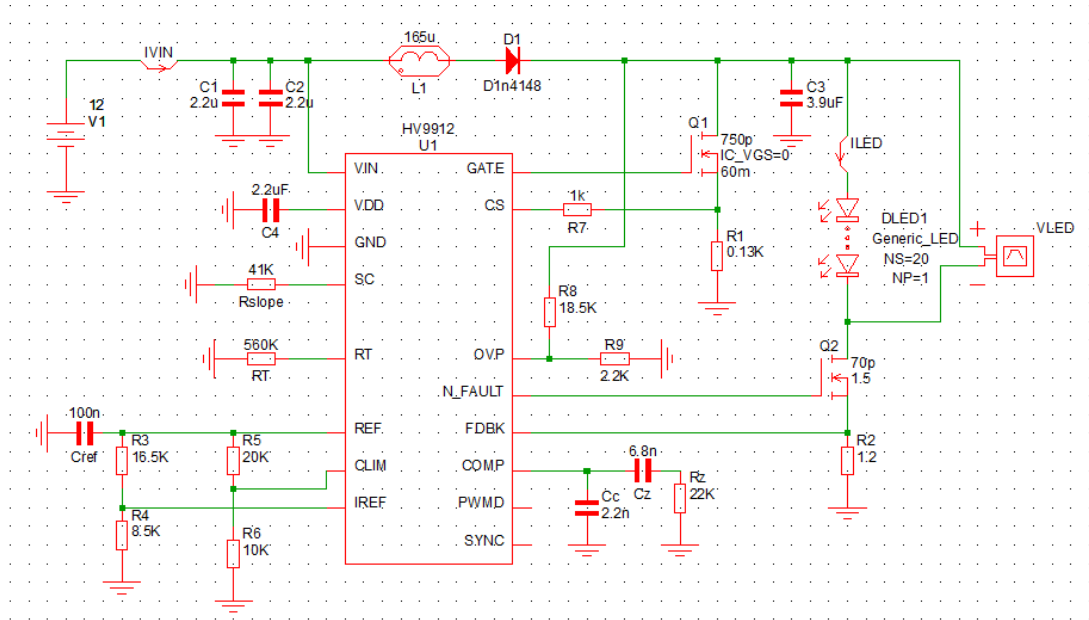 IVIN
165u
L1
D1
D1n4148
12
V1
C1
2.2u
C2
2.2u
C3
3.9uF
HV9912
U1
Q1
750p
IC_VGS=0
60m
ILED
VIN
GATE
2.2uF
C4
VDD
CS
1k
R7
GND
R1
0.13K
DLED1
Generic_LED
NS=20
NP=1
VLED
41K
Rslope
SC
R8
18.5K
560K
RT
RT
OVP
R9
2.2K
Q2
70p
1.5
N_FAULT
100n
Cref
REF
FDBK
R3
16.5K
R5
20K
R2
1.2
CLIM
COMP
6.8n
Cz
Rz
22K
IREF
PWMD
Cc
2.2n
R4
8.5K
R6
10K
SYNC